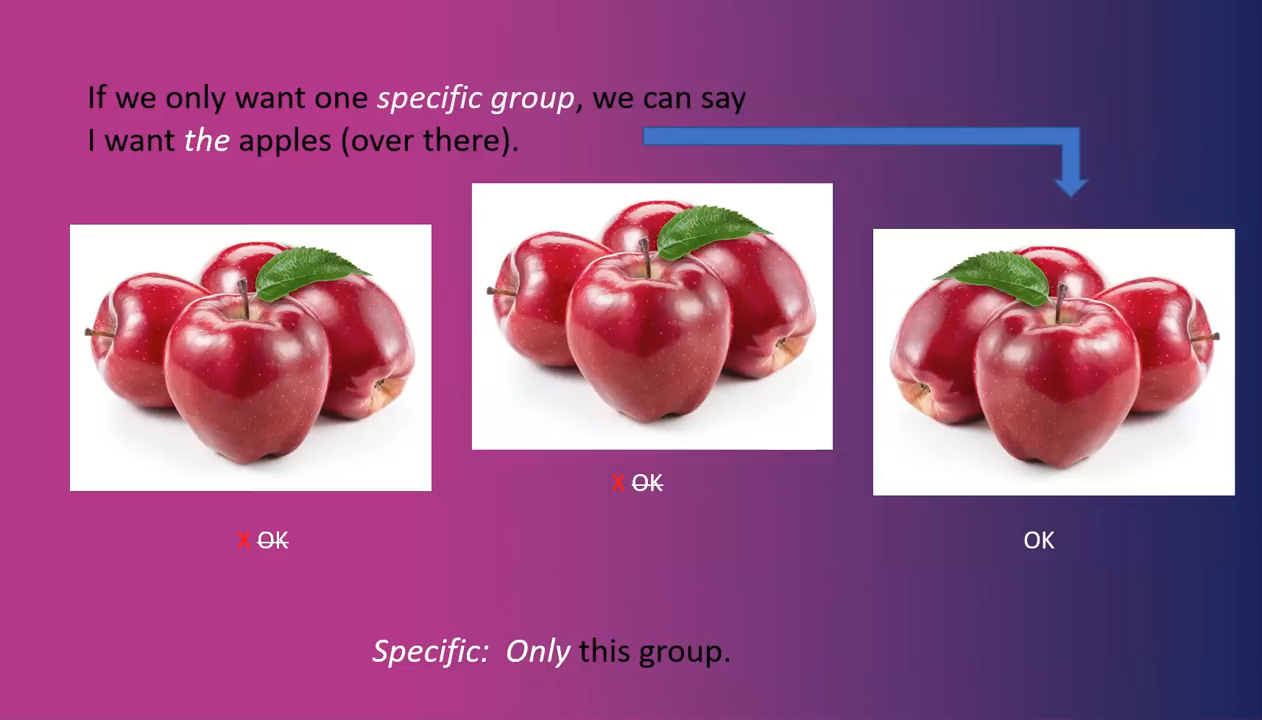 If we only want one specific group, we can say
I want the apples (over there).
X OK
X OK
OK
Specific: Only this group.